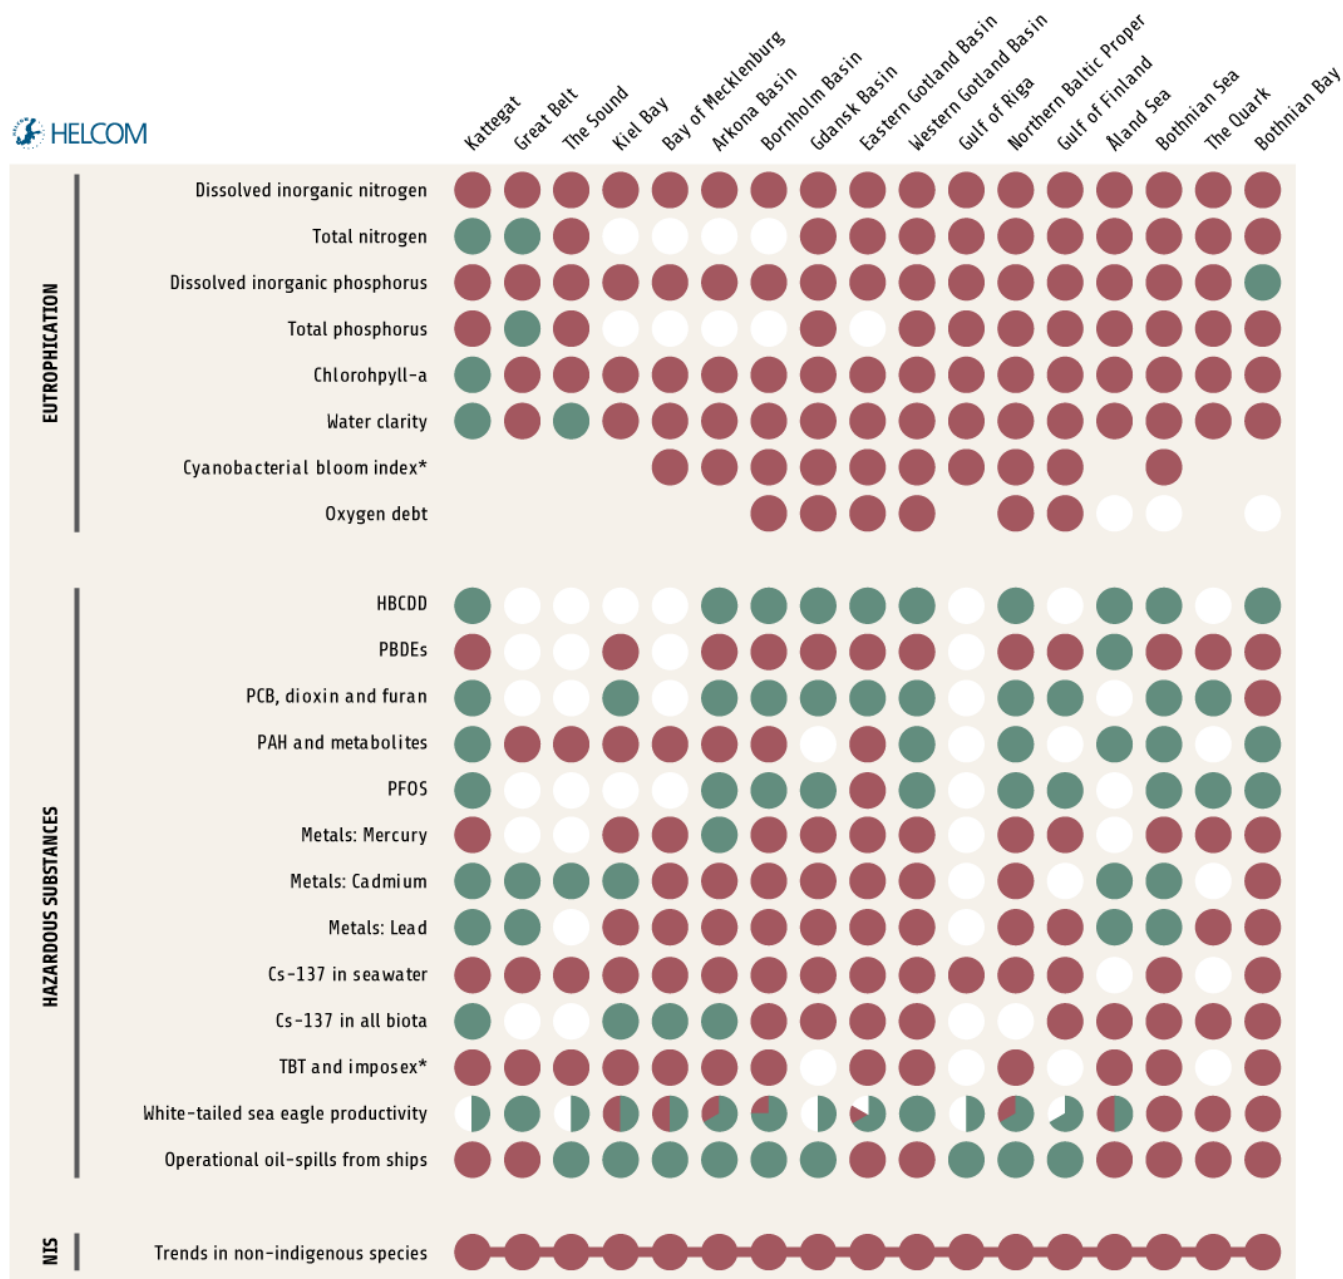 HELCOM
Kattegat
Great Belt
The Sound
Kiel Bay
Bay of Mecklenburg
Arkona Basin
Bornholm Basin
Gdansk Basin
Eastern Gotland Basin
Western Gotland Basin
Gulf of Riga
Northern Baltic Proper
Gulf of Finland
Åland Sea
Bothnian Sea
The Quark
Bothnian Bay
EUTROPHICATION
Dissolved inorganic nitrogen
Total nitrogen
Dissolved inorganic phosphorus
Total phosphorus
Chlorohpyll-a
Water clarity
Cyanobacterial bloom index*
Oxygen debt
HAZARDOUS SUBSTANCES
HBCDD
PBDEs
PCB, dioxin and furan
PAH and metabolites
PFOS
Metals: Mercury
Metals: Cadmium
Metals: Lead
Cs-137 in seawater
Cs-137 in all biota
TBT and imposex*
White-tailed sea eagle productivity
Operational oil-spills from ships
NIS
Trends in non-indigenous species